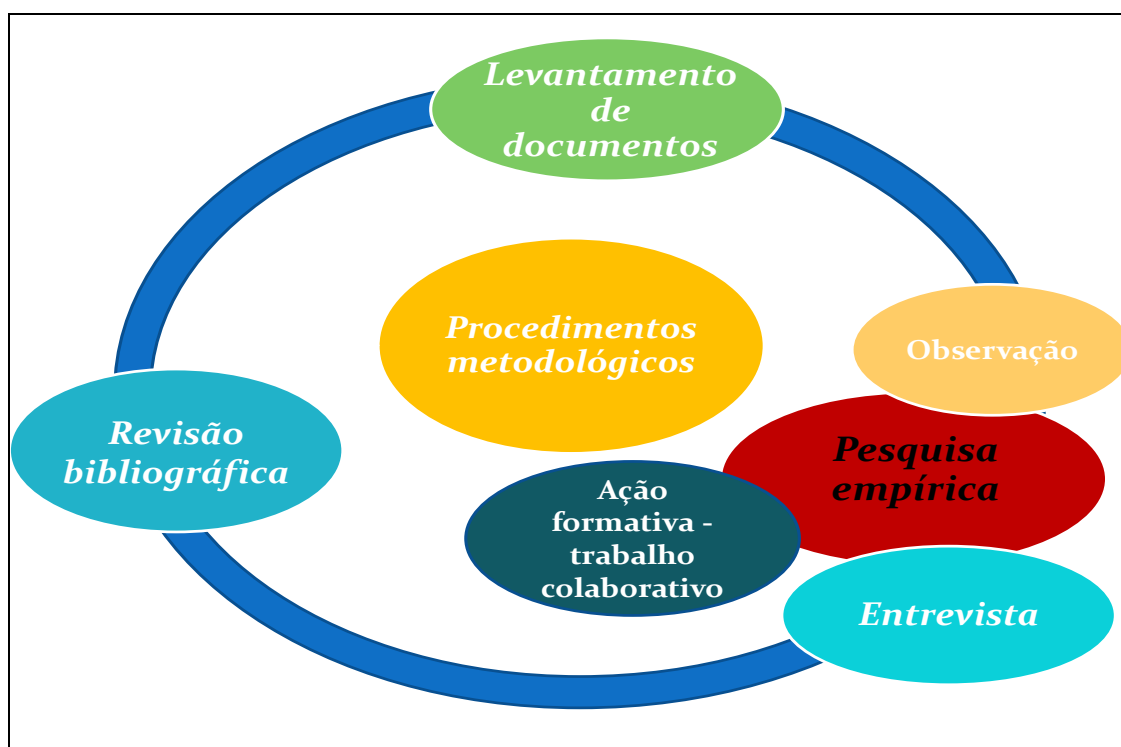 Levantamento
de
documentos
Procedimentos
metodológicos
Observação
Revisão
bibliográfica
Pesquisa
empírica
Ação
formativa -
trabalho
colaborativo
Entrevista